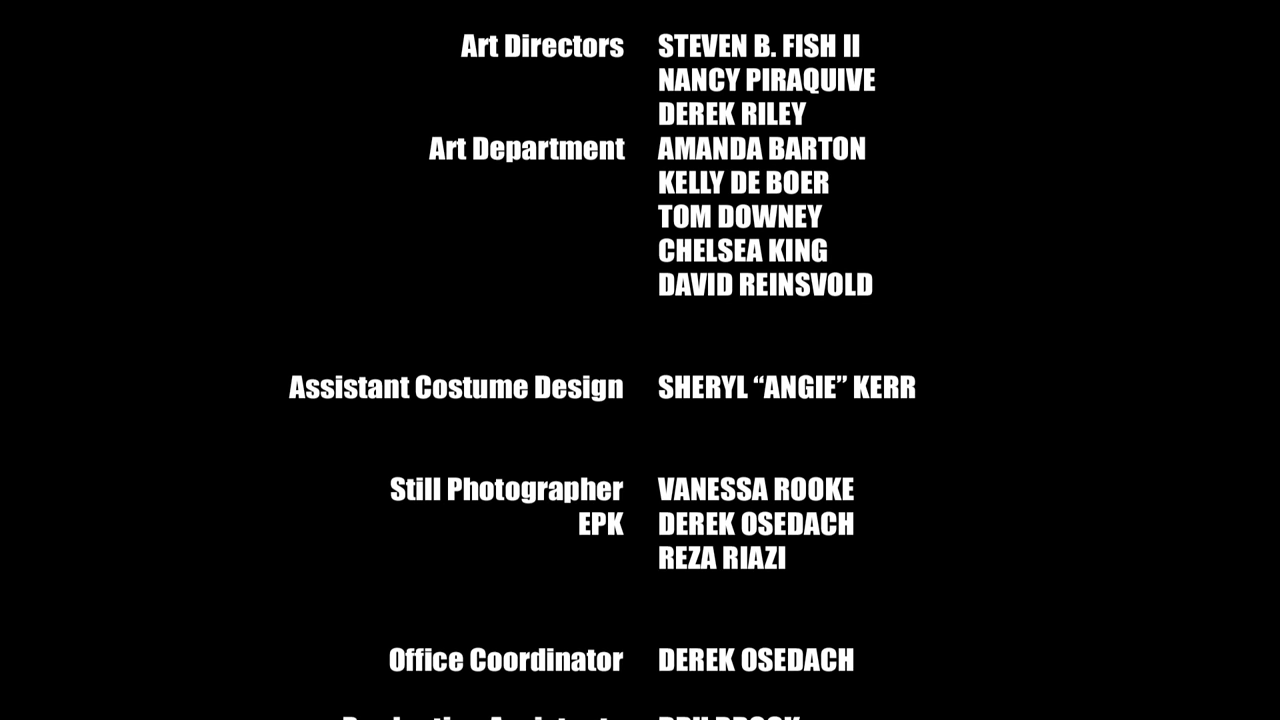 Art Directors STEVEN B. FISH II
NANCY PIRAQUIVE
DEREK RILEY
Art Department AMANDA BARTON
KELLY DE BOER
TOM DOWNEY
CHELSEA KING
DAVID REINSVOLD
Assistant Costume Design SHERYL “ANGIE” KERR
Still Photographer VANESSA ROOKE
EPK DEREK OSEDACH
REZA RIAZI
Office Coordinator DEREK OSEDACH